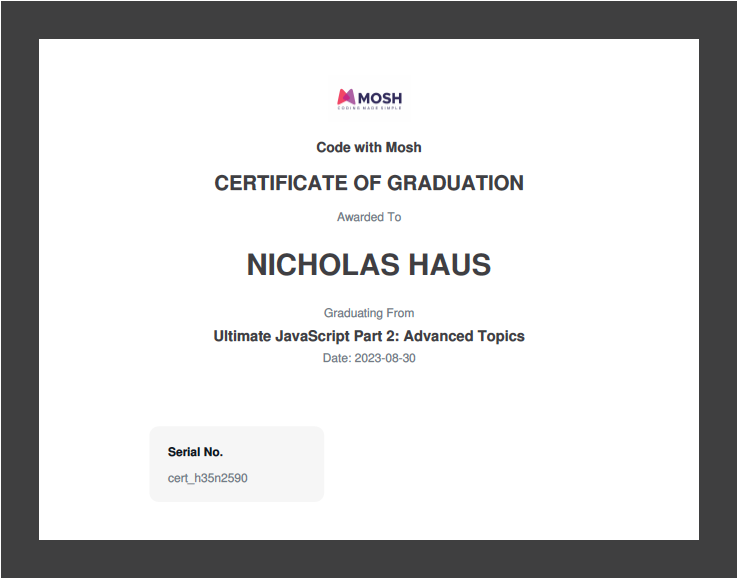 MOSH
CODING MADE SIMPLE
Code with Mosh
CERTIFICATE OF GRADUATION
Awarded To
NICHOLAS HAUS
Graduating From
Ultimate JavaScript Part 2: Advanced Topics
Date: 2023-08-30
Serial No.
cert_h35n2590